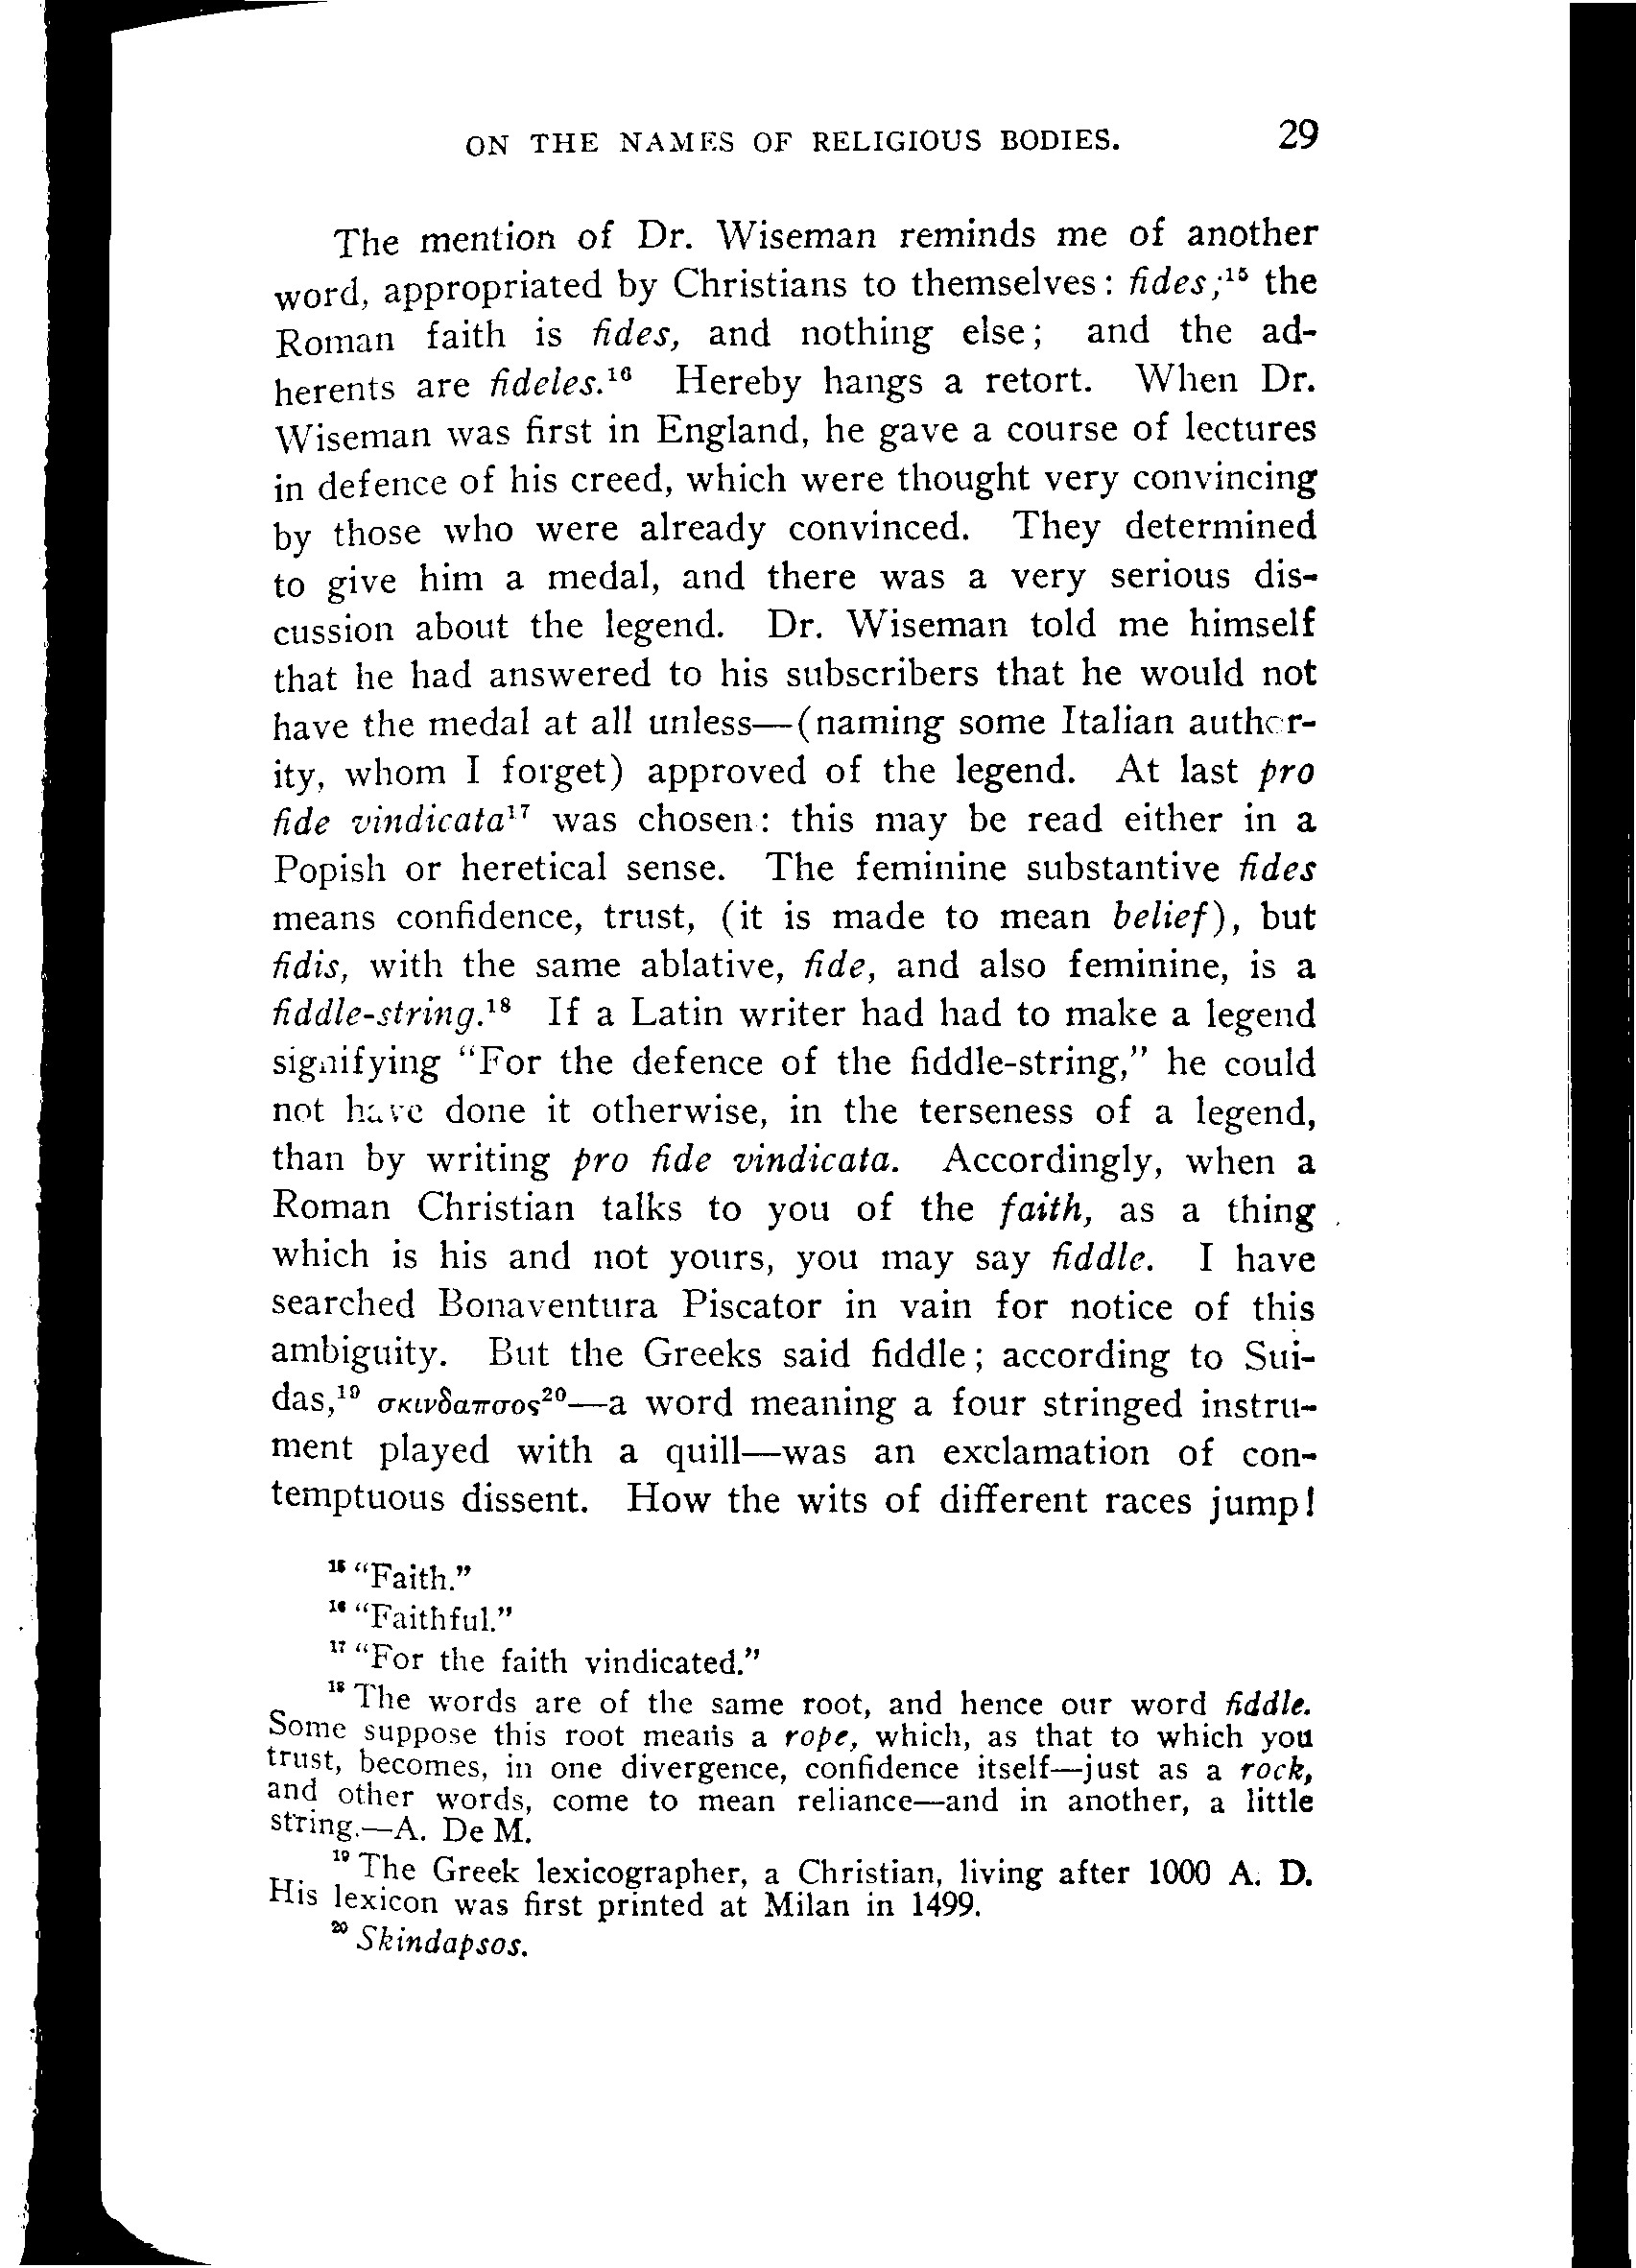 ON THE NAMES OF RELIGIOUS BODIES. 29
The mention of Dr. Wiseman reminds me of another
word, appropriated by Christians to themselves: fides;¹⁵ the
Roman faith is fides, and nothing else; and the ad-
herents are fideles.¹⁶ Hereby hangs a retort. When Dr.
Wiseman was first in England, he gave a course of lectures
in defence of his creed, which were thought very convincing
by those who were already convinced. They determined
to give him a medal, and there was a very serious dis-
cussion about the legend. Dr. Wiseman told me himself
that he had answered to his subscribers that he would not
have the medal at all unless—(naming some Italian author-
ity, whom I forget) approved of the legend. At last pro
fide vindicata¹⁷ was chosen: this may be read either in a
Popish or heretical sense. The feminine substantive fides
means confidence, trust, (it is made to mean belief), but
fidis, with the same ablative, fide, and also feminine, is a
fiddle-string.¹⁸ If a Latin writer had had to make a legend
signifying "For the defence of the fiddle-string," he could
not have done it otherwise, in the terseness of a legend,
than by writing pro fide vindicata. Accordingly, when a
Roman Christian talks to you of the faith, as a thing
which is his and not yours, you may say fiddle. I have
searched Bonaventura Piscator in vain for notice of this
ambiguity. But the Greeks said fiddle; according to Sui-
das,¹⁹ σκινδαπσος²⁰—a word meaning a four stringed instru-
ment played with a quill—was an exclamation of con-
temptuous dissent. How the wits of different races jump!
¹⁵ "Faith."
¹⁶ "Faithful."
¹⁷ "For the faith vindicated."
¹⁸ The words are of the same root, and hence our word fiddle.
Some suppose this root means a rope, which, as that to which you
trust, becomes, in one divergence, confidence itself—just as a rock,
and other words, come to mean reliance—and in another, a little
string.—A. De M.
¹⁹ The Greek lexicographer, a Christian, living after 1000 A. D.
His lexicon was first printed at Milan in 1499.
²⁰ Skindapsos.